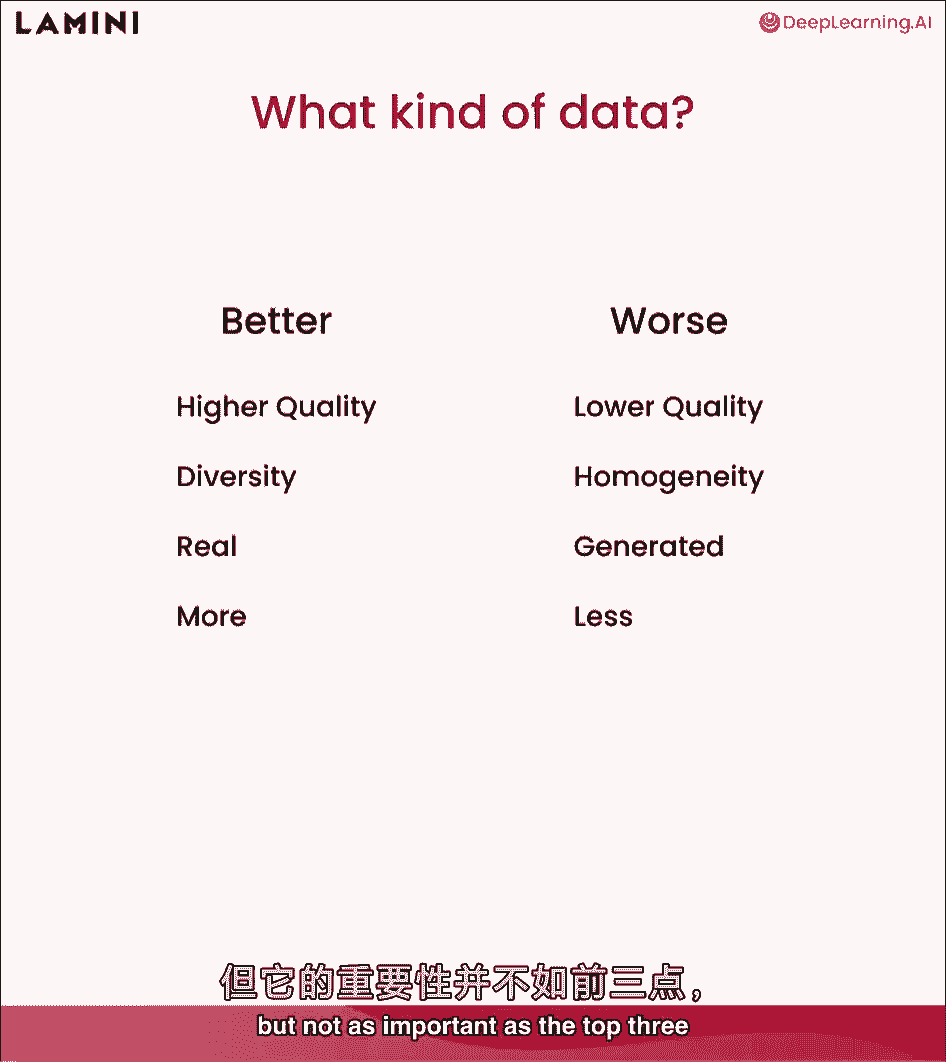 LAMINI
DeepLearning.AI
What kind of data?
Better
Worse
Higher Quality
Lower Quality
Diversity
Homogeneity
Real
Generated
More
Less
但它的重要性并不如前三点，
but not as important as the top three